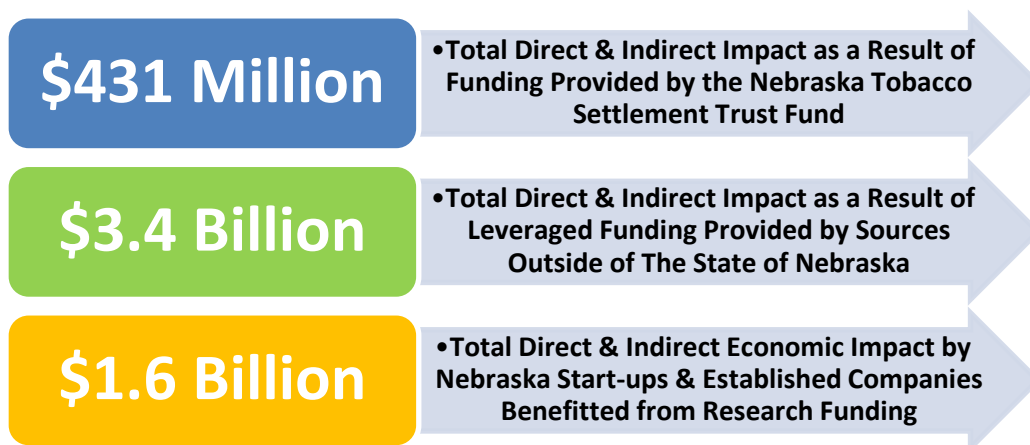 $431 Million
•Total Direct & Indirect Impact as a Result of
Funding Provided by the Nebraska Tobacco
Settlement Trust Fund
$3.4 Billion
•Total Direct & Indirect Impact as a Result of
Leveraged Funding Provided by Sources
Outside of The State of Nebraska
$1.6 Billion
•Total Direct & Indirect Economic Impact by
Nebraska Start-ups & Established Companies
Benefitted from Research Funding